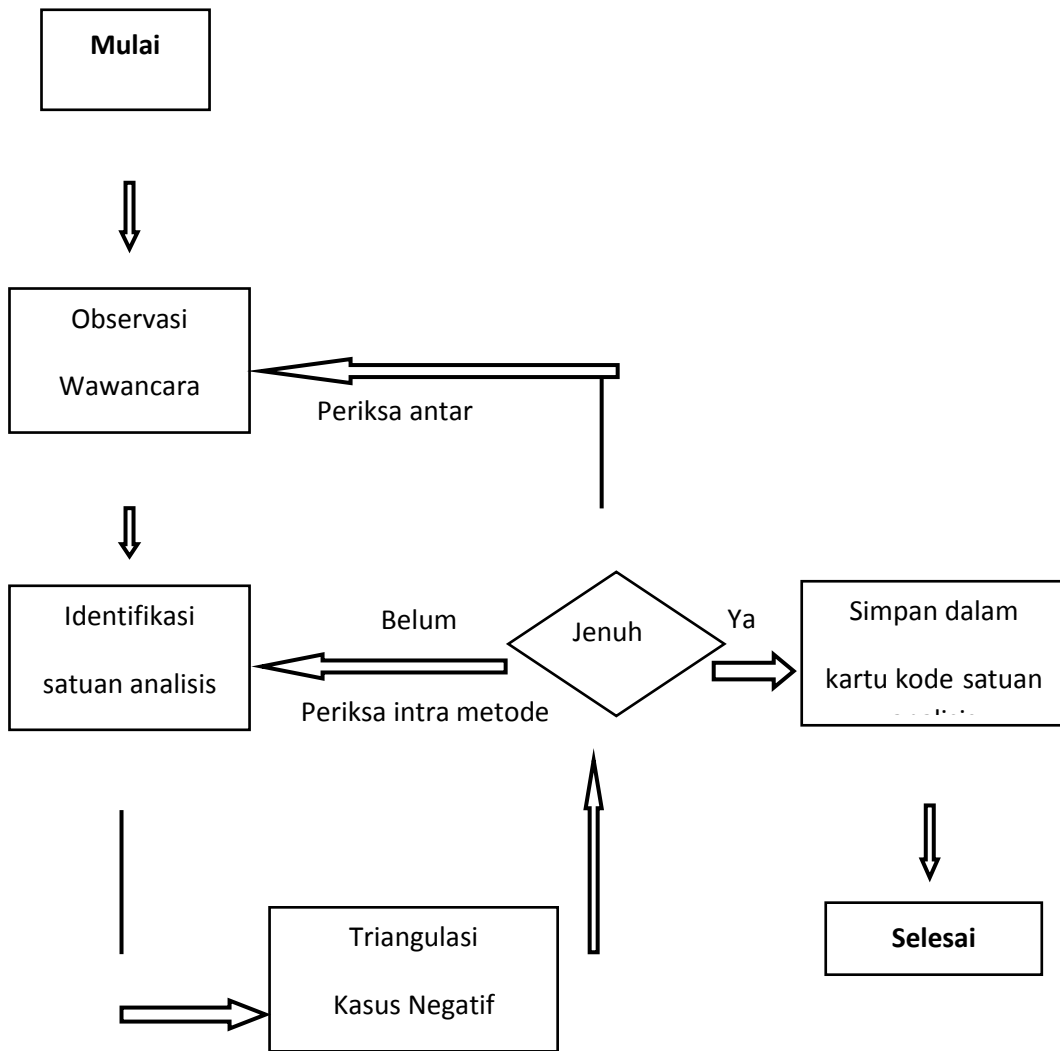 Mulai
Observasi
Wawancara
Periksa antar
Identifikasi
satuan analisis
Belum
Periksa intra metode
Jenuh
Ya
Simpan dalam
kartu kode satuan
Triangulasi
Kasus Negatif
Selesai